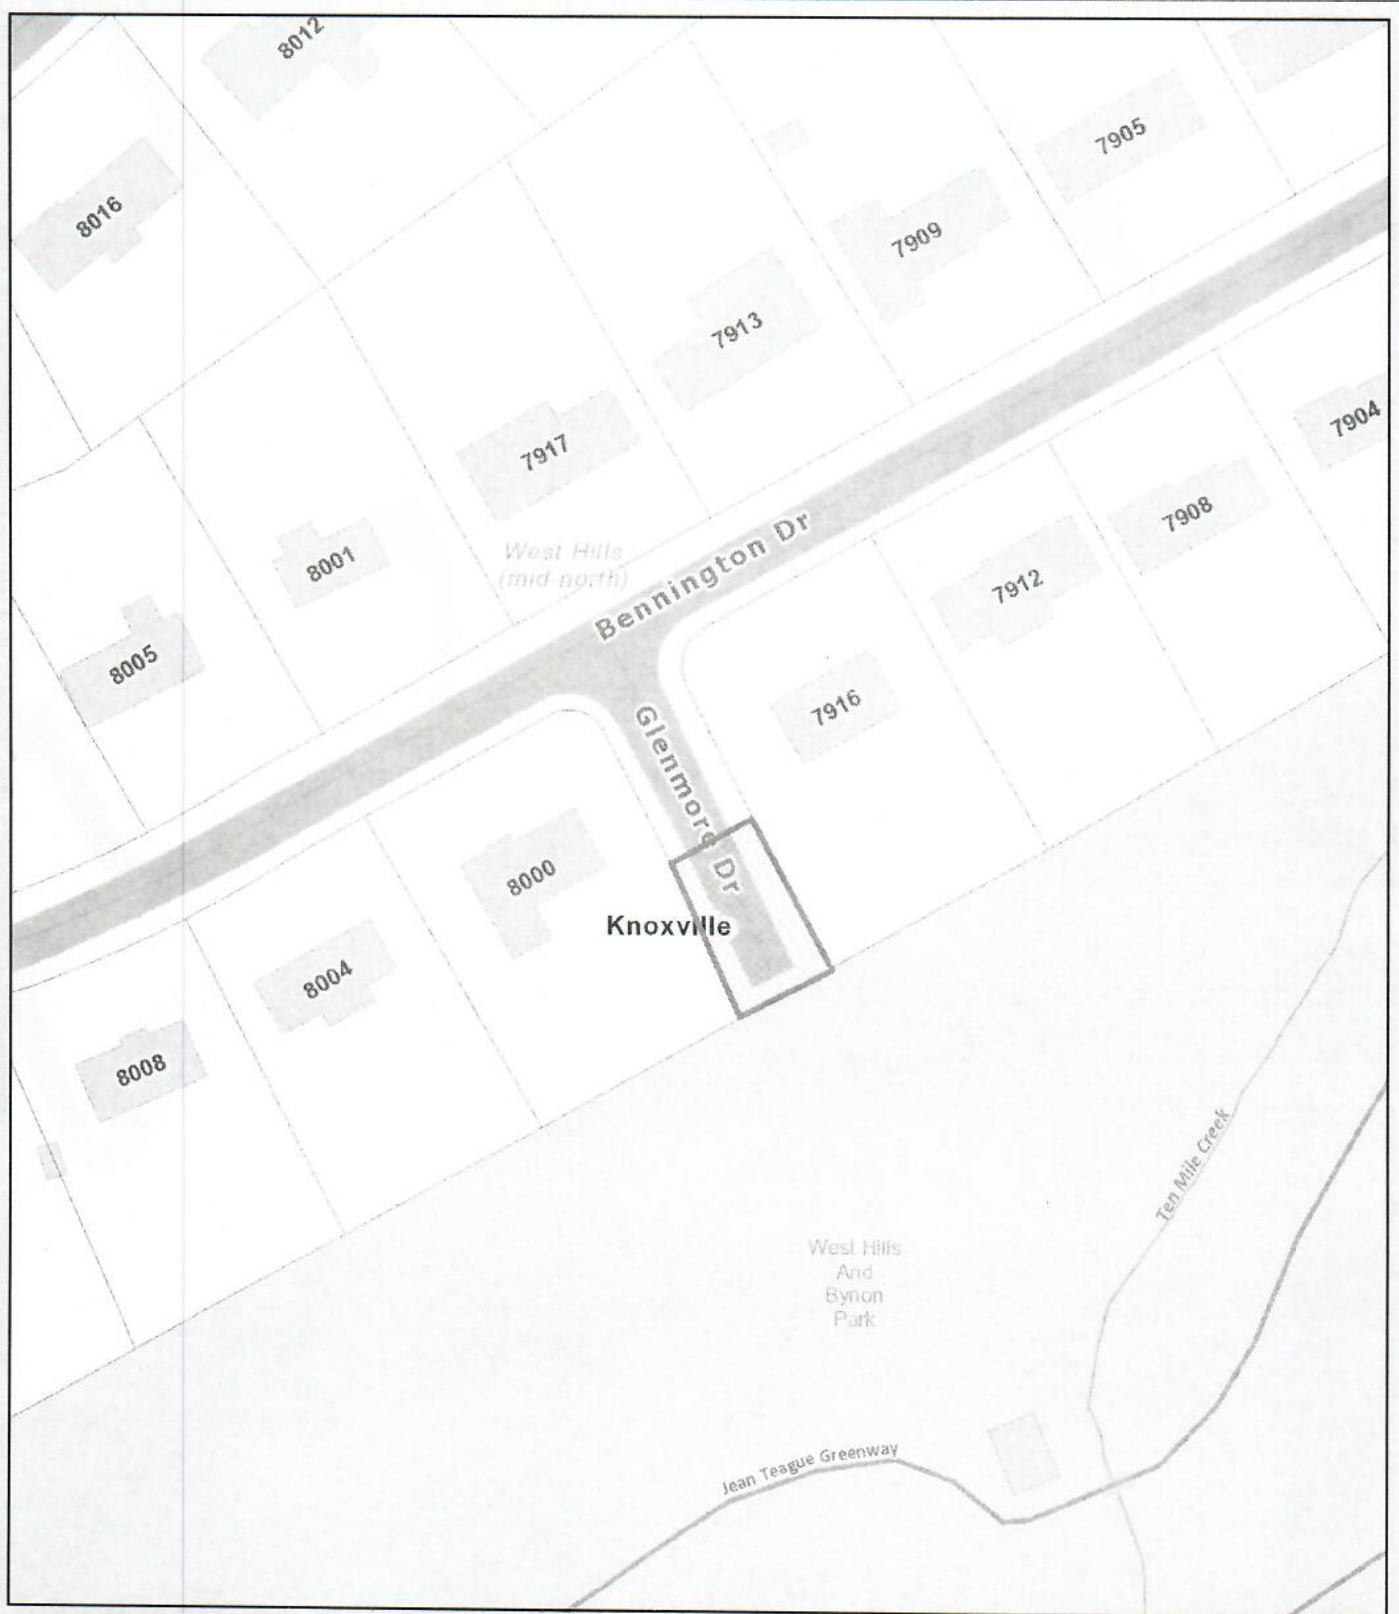 8012
7905
8016
7909
7913
7904
7917
7908
West Hills
(mid-north)
8001
Bennington Dr
7912
8005
7916
Glenmore Dr
8000
Knoxville
8004
8008
Ten Mile Creek
West Hills
And
Bynon
Park
Jean Teague Greenway